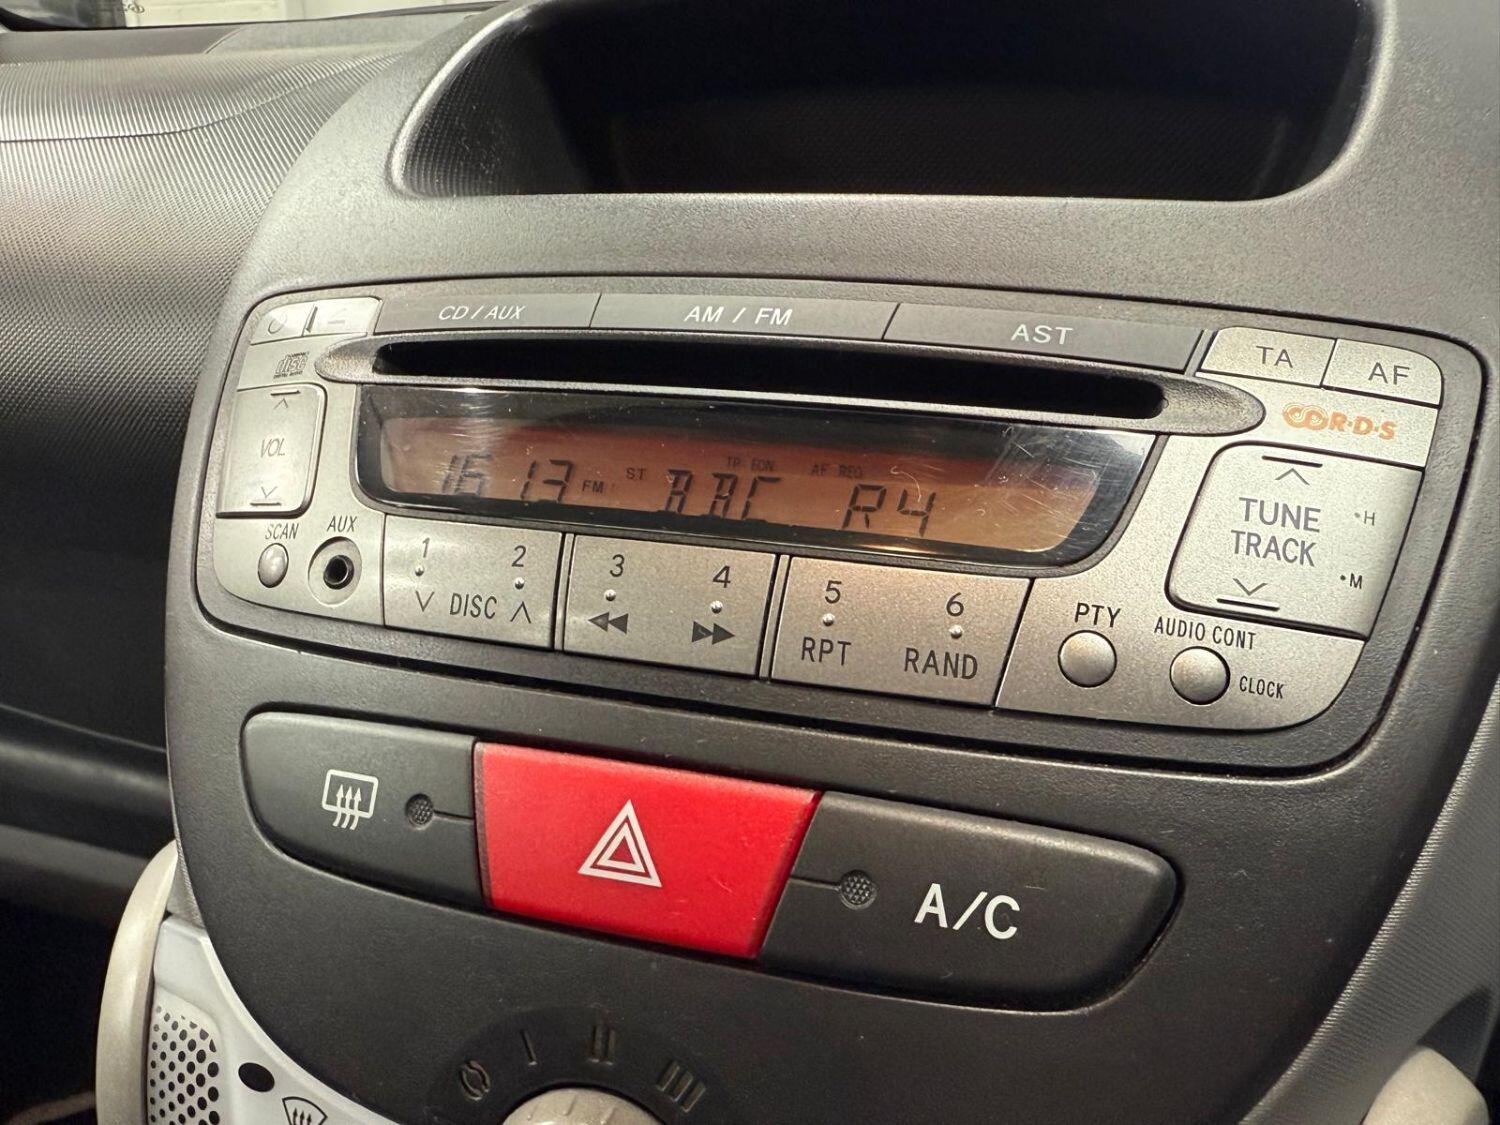 CD / AUX AM / FM AST TA AF
disc
R·D·S
VOL
TP EON AF REG
16 13 FM ST BBC R4
TUNE
TRACK
•H
•M
SCAN AUX
1 2 3 4 5 6
DISC RPT RAND
PTY AUDIO CONT
CLOCK
A/C